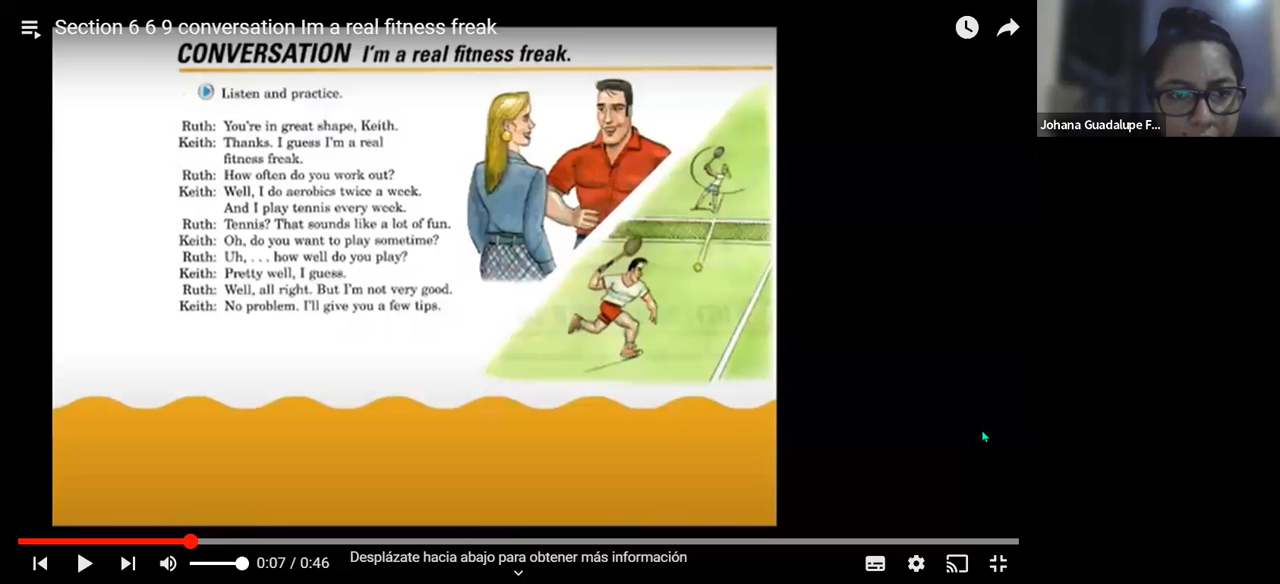 Section 6 6 9 conversation Im a real fitness freak
CONVERSATION I'm a real fitness freak.
Listen and practice.
Ruth: You're in great shape, Keith.
Keith: Thanks. I guess I'm a real
fitness freak.
Ruth: How often do you work out?
Keith: Well, I do aerobics twice a week.
And I play tennis every week.
Ruth: Tennis? That sounds like a lot of fun.
Keith: Oh, do you want to play sometime?
Ruth: Uh, . . . how well do you play?
Keith: Pretty well, I guess.
Ruth: Well, all right. But I'm not very good.
Keith: No problem. I'll give you a few tips.
Johana Guadalupe F...
0:07 / 0:46
Desplázate hacia abajo para obtener más información